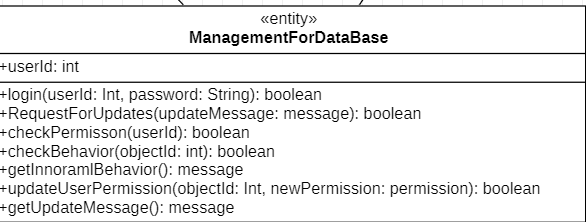 «entity»
ManagementForDataBase
+userId: int
+login(userId: Int, password: String): boolean
+RequestForUpdates(updateMessage: message): boolean
+checkPermisson(userId): boolean
+checkBehavior(objectId: int): boolean
+getInnoramlBehavior(): message
+updateUserPermission(objectId: Int, newPermission: permission): boolean
+getUpdateMessage(): message